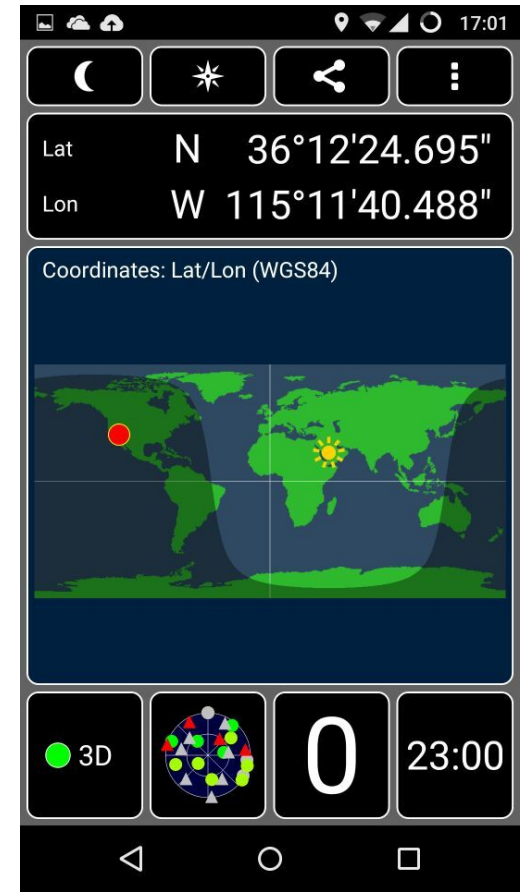 17:01
Lat N 36°12'24.695"
Lon W 115°11'40.488"
Coordinates: Lat/Lon (WGS84)
3D 0 23:00